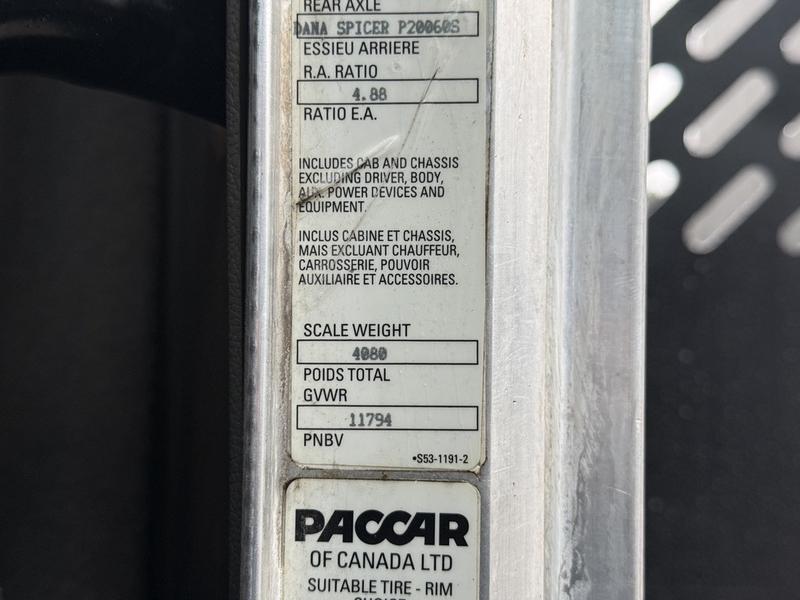 REAR AXLE
DANA SPICER P20060S
ESSIEU ARRIERE
R.A. RATIO
4.88
RATIO E.A.
INCLUDES CAB AND CHASSIS
EXCLUDING DRIVER, BODY,
AUX. POWER DEVICES AND
EQUIPMENT.
INCLUS CABINE ET CHASSIS,
MAIS EXCLUANT CHAUFFEUR,
CARROSSERIE, POUVOIR
AUXILIAIRE ET ACCESSOIRES.
SCALE WEIGHT
4080
POIDS TOTAL
GVWR
11794
PNBV
•S53-1191-2
PACCAR
OF CANADA LTD
SUITABLE TIRE - RIM